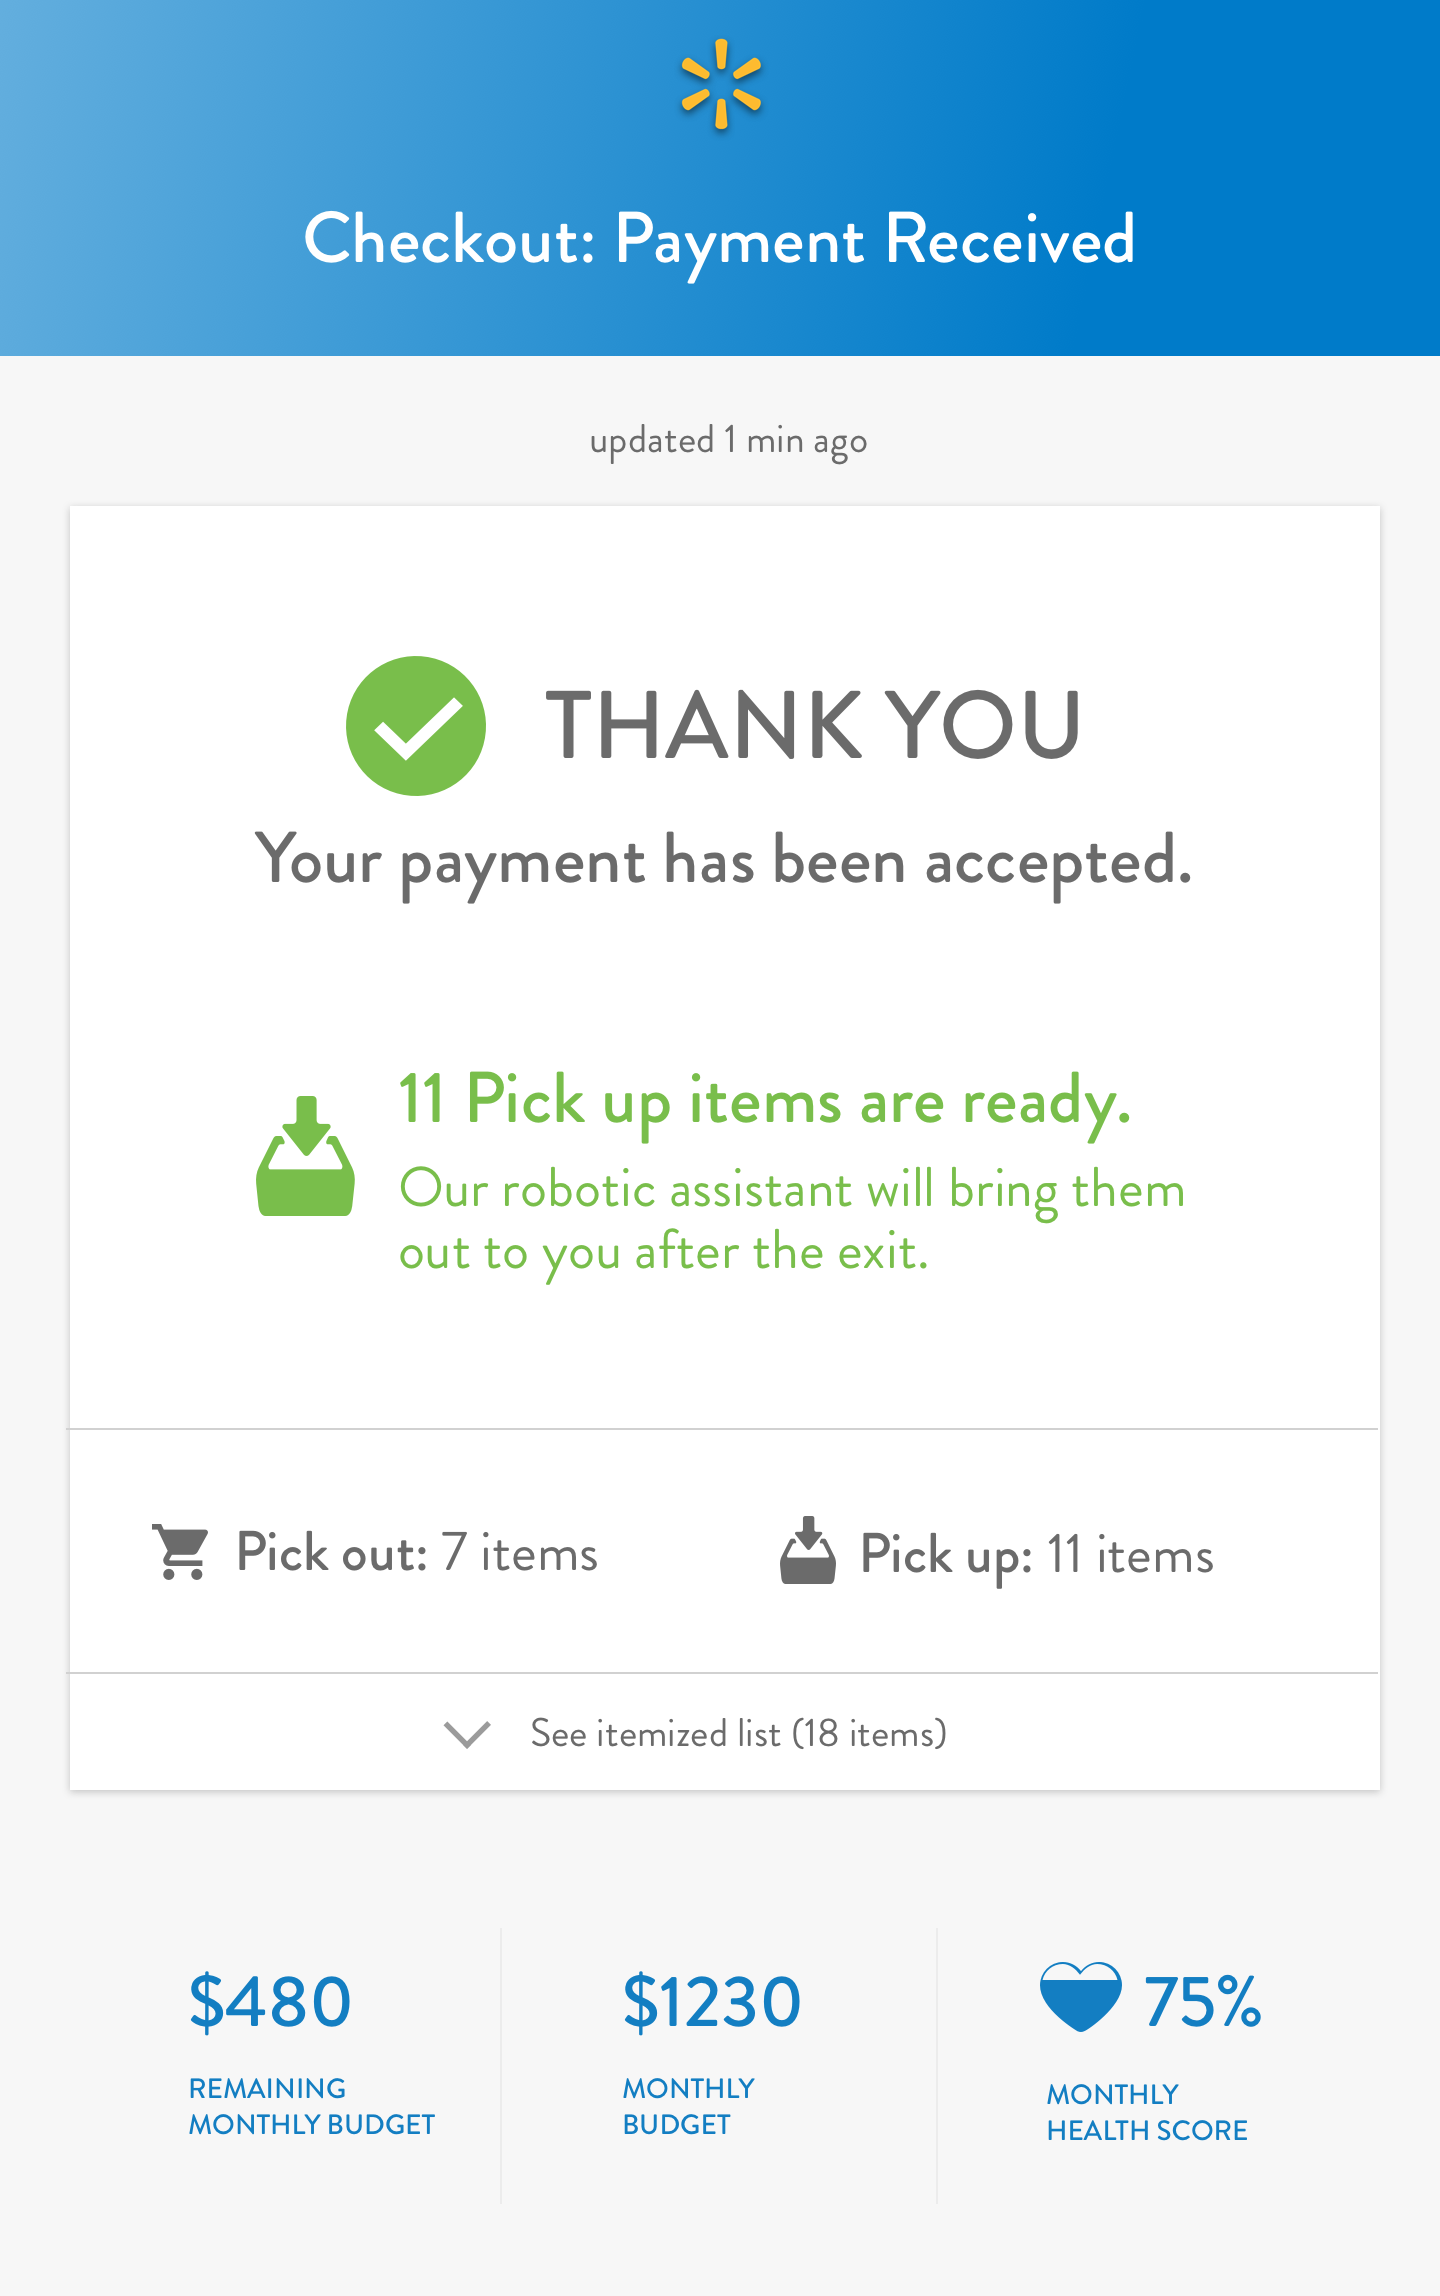 Checkout: Payment Received
updated 1 min ago
THANK YOU
Your payment has been accepted.
11 Pick up items are ready.
Our robotic assistant will bring them
out to you after the exit.
Pick out: 7 items
Pick up: 11 items
See itemized list (18 items)
$480
REMAINING
MONTHLY BUDGET
$1230
MONTHLY
BUDGET
75%
MONTHLY
HEALTH SCORE